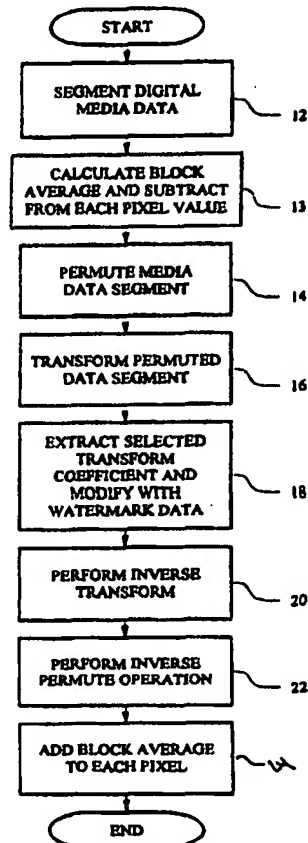 START
SEGMENT DIGITAL
MEDIA DATA
12
CALCULATE BLOCK
AVERAGE AND SUBTRACT
FROM EACH PIXEL VALUE
13
PERMUTE MEDIA
DATA SEGMENT
14
TRANSFORM PERMUTED
DATA SEGMENT
16
EXTRACT SELECTED
TRANSFORM
COEFFICIENT AND MODIFY
WITH WATERMARK DATA
18
PERFORM INVERSE
TRANSFORM
20
PERFORM INVERSE
PERMUTE OPERATION
22
ADD BLOCK AVERAGE
TO EACH PIXEL
END